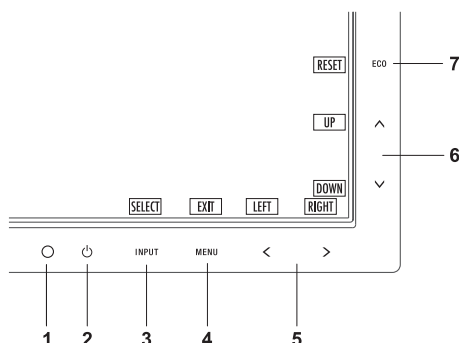 RESET ECO 7
UP
6
DOWN
SELECT EXIT LEFT RIGHT
INPUT MENU
1 2 3 4 5